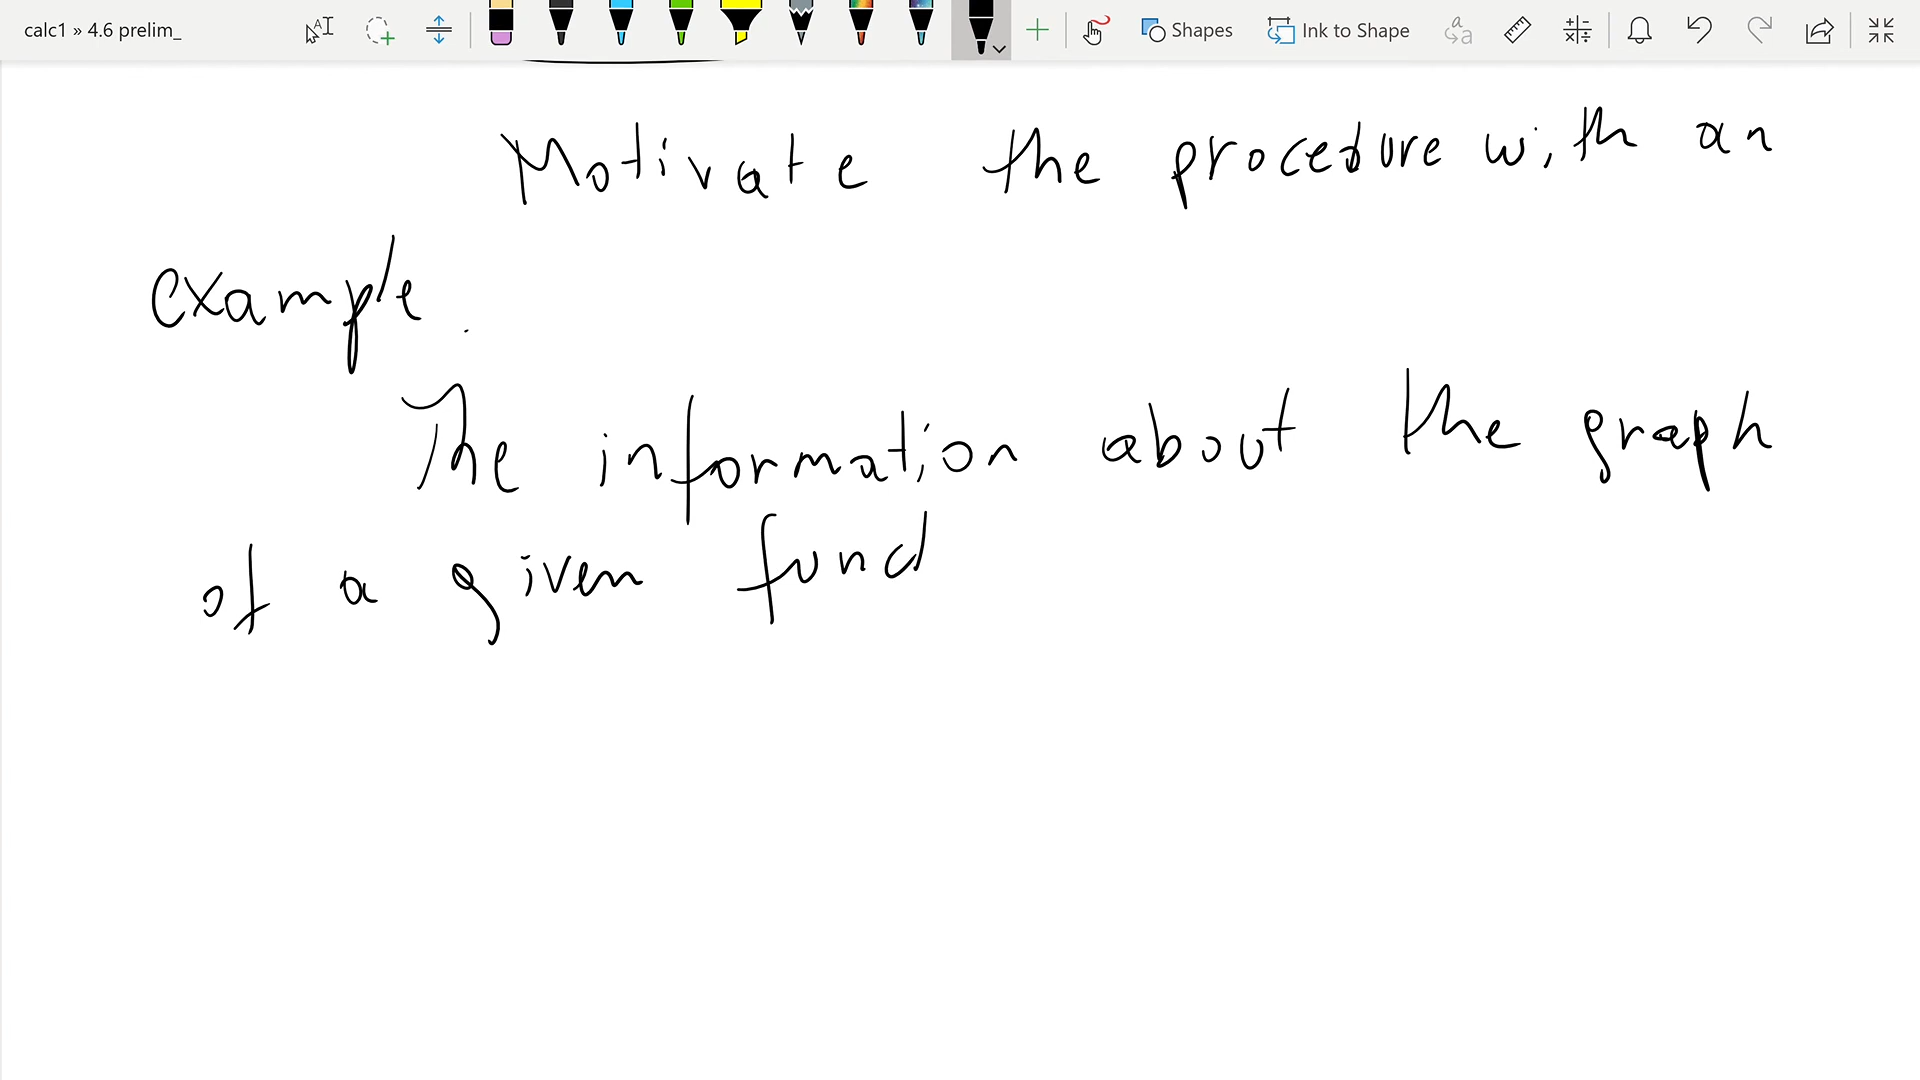 calc1 » 4.6 prelim_
Shapes
Ink to Shape
Motivate the procedure with an
example.
The information about the graph
of a given funct